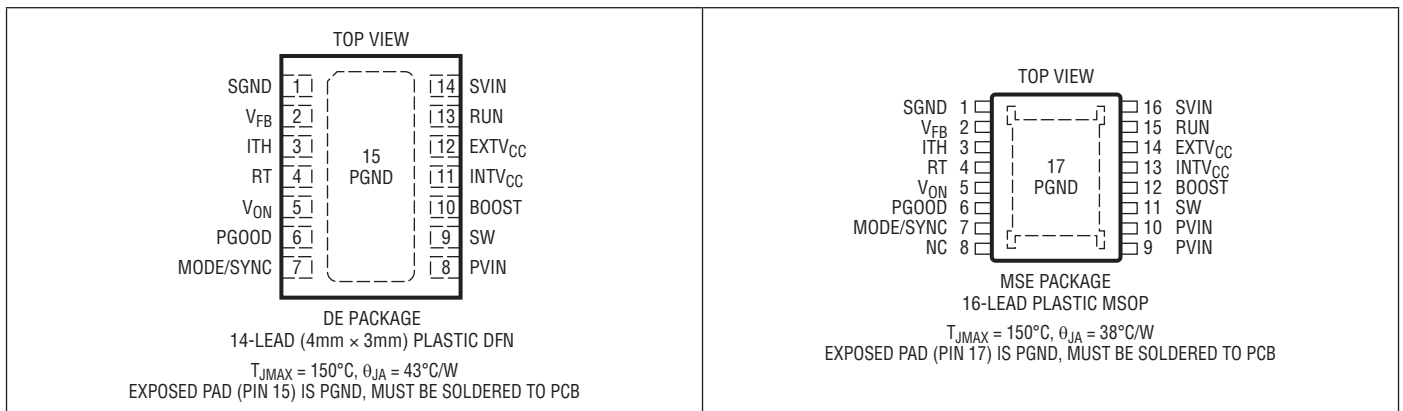 TOP VIEW
SGND 1
V_FB 2
ITH 3
RT 4
V_ON 5
PGOOD 6
MODE/SYNC 7
15
PGND
14 SVIN
13 RUN
12 EXTV_CC
11 INTV_CC
10 BOOST
9 SW
8 PVIN
DE PACKAGE
14-LEAD (4mm × 3mm) PLASTIC DFN
T_JMAX = 150°C, θ_JA = 43°C/W
EXPOSED PAD (PIN 15) IS PGND, MUST BE SOLDERED TO PCB
TOP VIEW
SGND 1
V_FB 2
ITH 3
RT 4
V_ON 5
PGOOD 6
MODE/SYNC 7
NC 8
17
PGND
16 SVIN
15 RUN
14 EXTV_CC
13 INTV_CC
12 BOOST
11 SW
10 PVIN
9 PVIN
MSE PACKAGE
16-LEAD PLASTIC MSOP
T_JMAX = 150°C, θ_JA = 38°C/W
EXPOSED PAD (PIN 17) IS PGND, MUST BE SOLDERED TO PCB